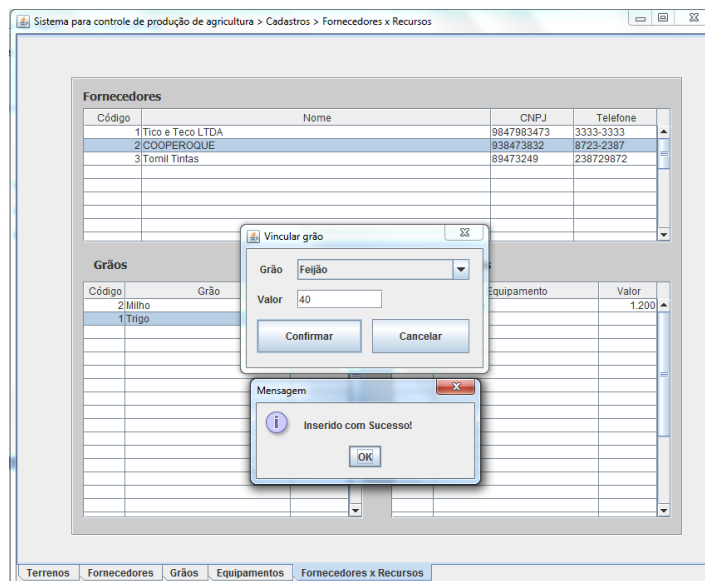 Sistema para controle de produção de agricultura > Cadastros > Fornecedores x Recursos
Fornecedores
Código Nome CNPJ Telefone
1 Tico e Teco LTDA 9847983473 3333-3333
2 COOPEROQUE 938473832 8723-2387
3 Tomil Tintas 89473249 238729872
Vincular grão
Grão Feijão
Valor 40
Confirmar Cancelar
Grãos
Código Grão Equipamento Valor
2 Milho 1.200
1 Trigo
Mensagem
i
Inserido com Sucesso!
OK
Terrenos Fornecedores Grãos Equipamentos Fornecedores x Recursos